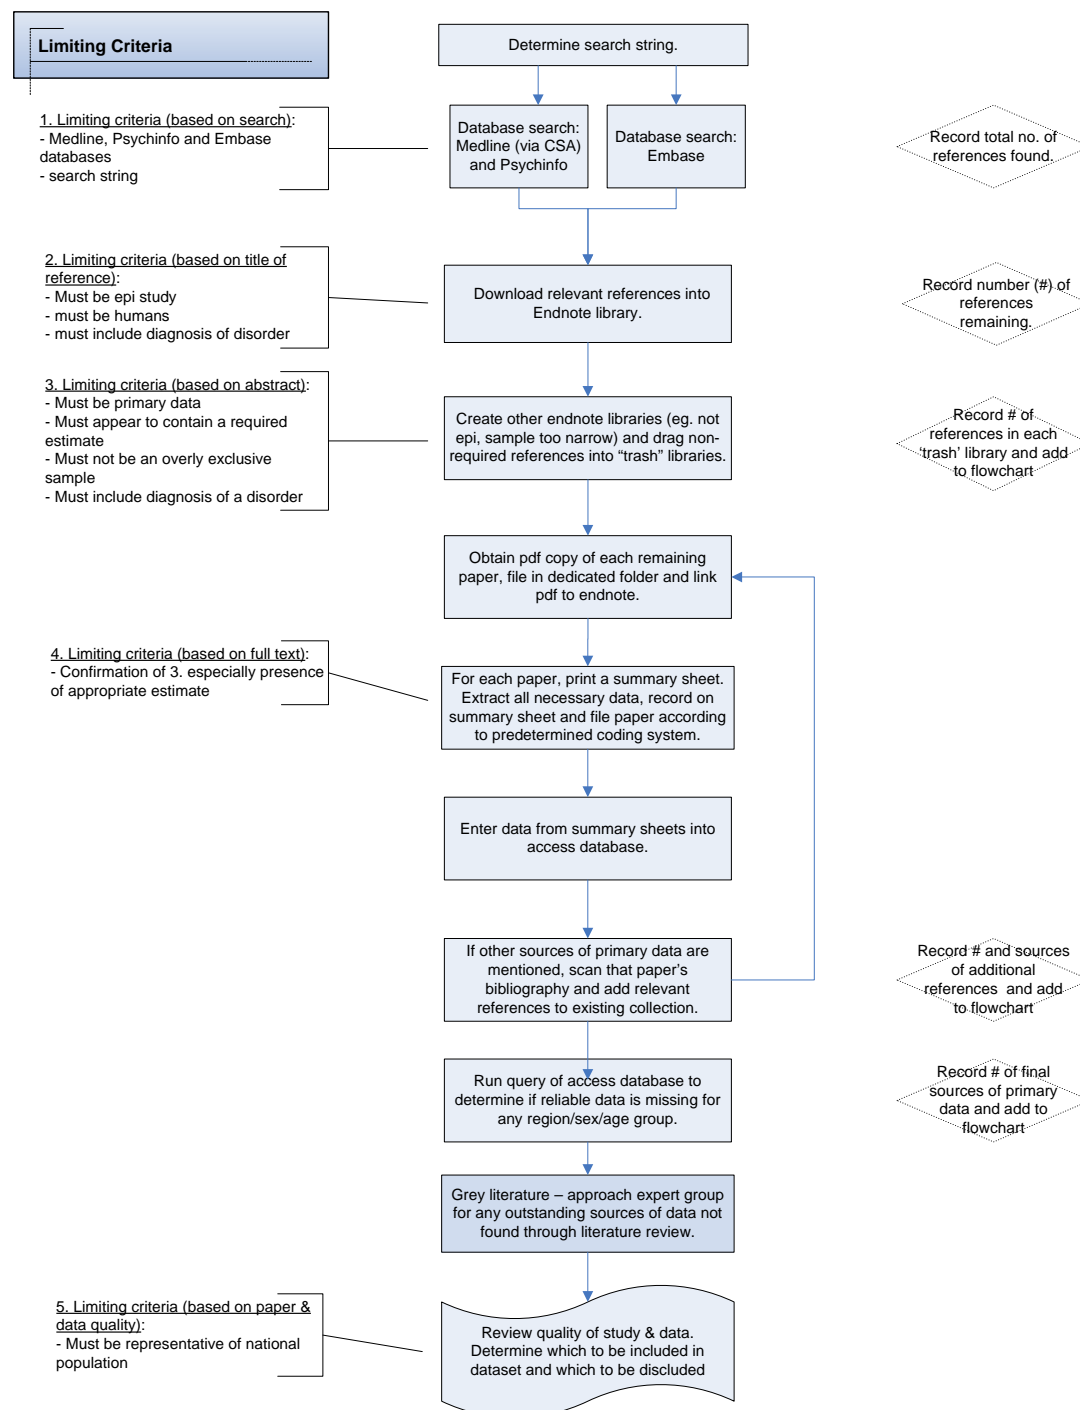 Limiting Criteria
Determine search string.
1. Limiting criteria (based on search):
- Medline, Psychinfo and Embase
databases
- search string
Database search:
Medline (via CSA)
and Psychinfo
Database search:
Embase
Record total no. of
references found.
2. Limiting criteria (based on title of
reference):
- Must be epi study
- must be humans
- must include diagnosis of disorder
Download relevant references into
Endnote library.
Record number (#) of
references
remaining.
3. Limiting criteria (based on abstract):
- Must be primary data
- Must appear to contain a required
estimate
- Must not be an overly exclusive
sample
- Must include diagnosis of a disorder
Create other endnote libraries (eg. not
epi, sample too narrow) and drag non-
required references into “trash” libraries.
Record # of
references in each
‘trash’ library and add
to flowchart
Obtain pdf copy of each remaining
paper, file in dedicated folder and link
pdf to endnote.
4. Limiting criteria (based on full text):
- Confirmation of 3. especially presence
of appropriate estimate
For each paper, print a summary sheet.
Extract all necessary data, record on
summary sheet and file paper according
to predetermined coding system.
Enter data from summary sheets into
access database.
If other sources of primary data are
mentioned, scan that paper’s
bibliography and add relevant
references to existing collection.
Record # and sources
of additional
references  and add
to flowchart
Run query of access database to
determine if reliable data is missing for
any region/sex/age group.
Record # of final
sources of primary
data and add to
flowchart
Grey literature – approach expert group
for any outstanding sources of data not
found through literature review.
5. Limiting criteria (based on paper &
data quality):
- Must be representative of national
population
Review quality of study & data.
Determine which to be included in
dataset and which to be discluded